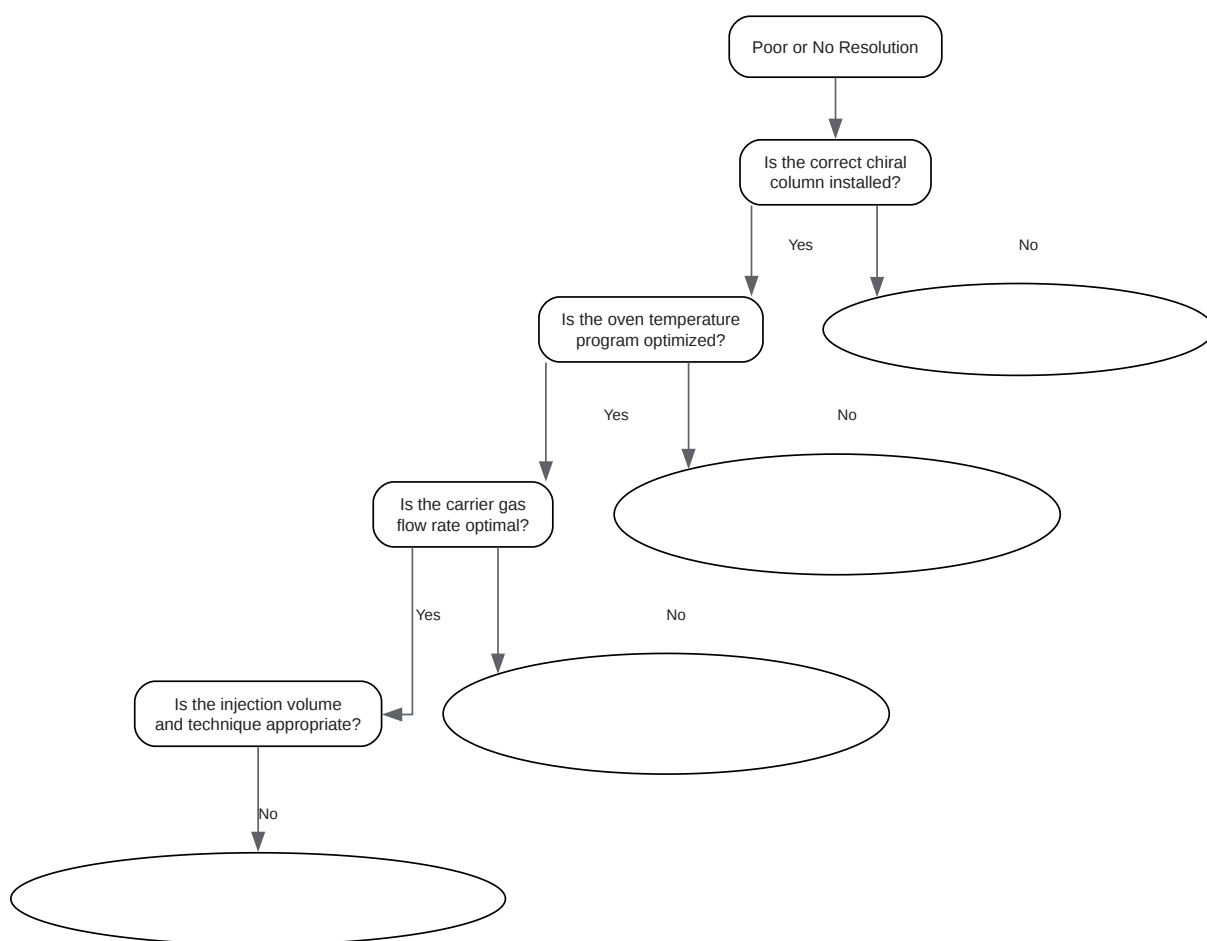 Poor or No Resolution
Is the correct chiral
column installed?
Yes
No
Is the oven temperature
program optimized?
Yes
No
Is the carrier gas
flow rate optimal?
Yes
No
Is the injection volume
and technique appropriate?
No